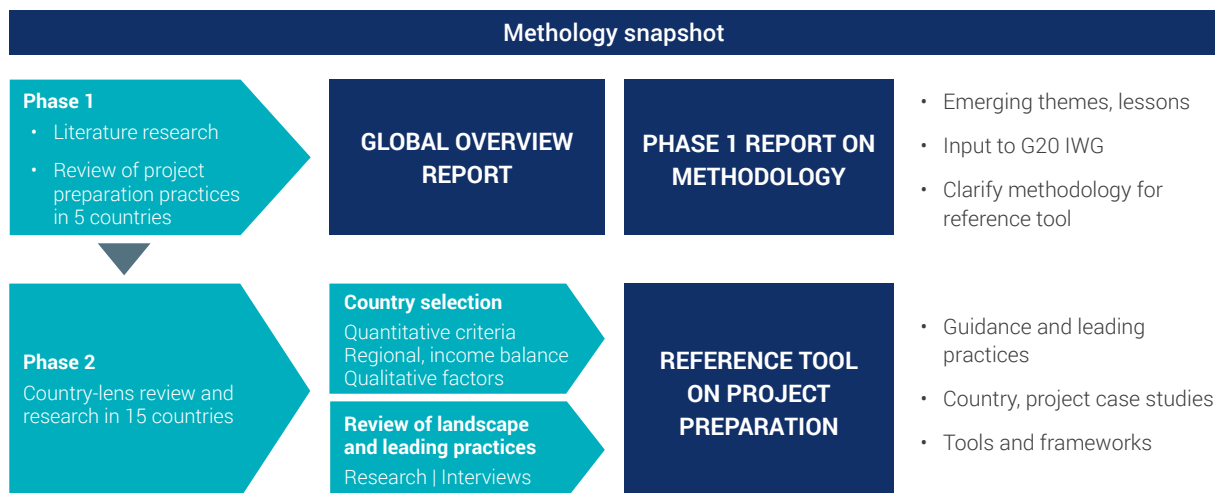 Methology snapshot
Phase 1
• Literature research
• Review of project
preparation practices
in 5 countries
GLOBAL OVERVIEW
REPORT
PHASE 1 REPORT ON
METHODOLOGY
• Emerging themes, lessons
• Input to G20 IWG
• Clarify methodology for
reference tool
Phase 2
Country-lens review and
research in 15 countries
Country selection
Quantitative criteria
Regional, income balance
Qualitative factors
Review of landscape
and leading practices
Research | Interviews
REFERENCE TOOL
ON PROJECT
PREPARATION
• Guidance and leading
practices
• Country, project case studies
• Tools and frameworks